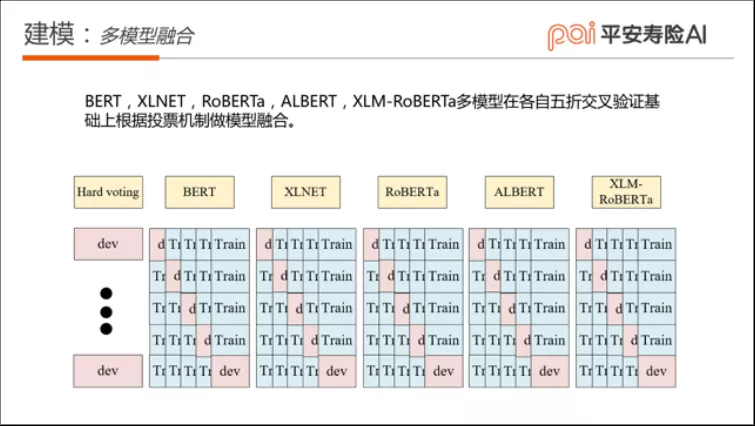 建模：多模型融合
pai 平安寿险AI
BERT，XLNET，RoBERTa，ALBERT，XLM-RoBERTa多模型在各自五折交叉验证基
础上根据投票机制做模型融合。
Hard voting BERT XLNET RoBERTa ALBERT XLM-
RoBERTa
dev d Tr Tr Tr Train d Tr Tr Tr Train d Tr Tr Tr Train d Tr Tr Tr Train d Tr Tr Tr Train
Tr d Tr Tr Train Tr d Tr Tr Train Tr d Tr Tr Train Tr d Tr Tr Train Tr d Tr Tr Train
Tr Tr d Tr Train Tr Tr d Tr Train Tr Tr d Tr Train Tr Tr d Tr Train Tr Tr d Tr Train
Tr Tr Tr d Train Tr Tr Tr d Train Tr Tr Tr d Train Tr Tr Tr d Train Tr Tr Tr d Train
dev Tr Tr Tr Tr dev Tr Tr Tr Tr dev Tr Tr Tr Tr dev Tr Tr Tr Tr dev Tr Tr Tr Tr dev